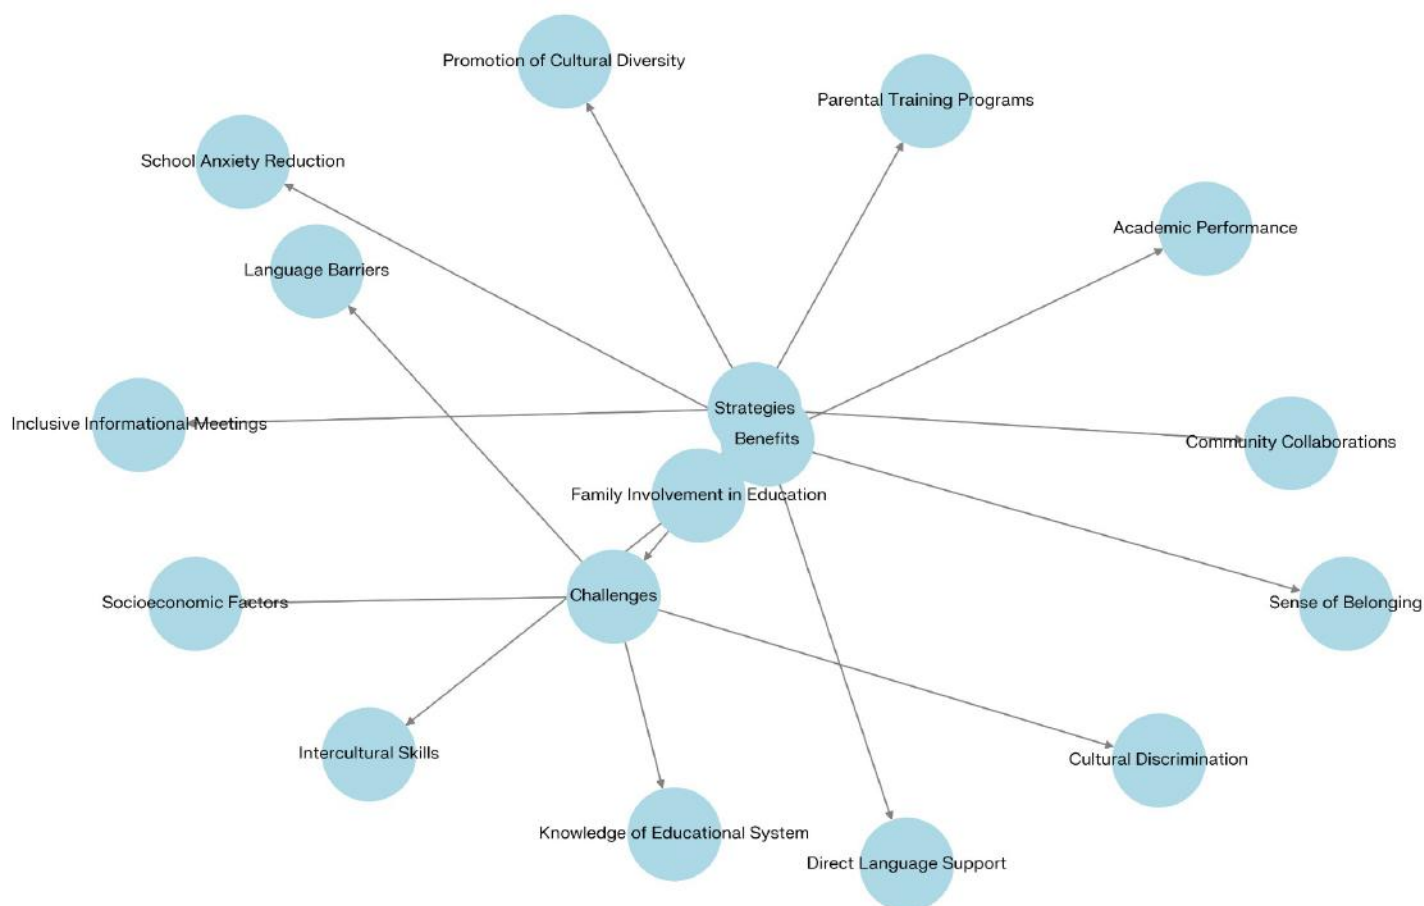 Promotion of Cultural Diversity
Parental Training Programs
School Anxiety Reduction
Academic Performance
Language Barriers
Strategies
Inclusive Informational Meetings
Benefits
Community Collaborations
Family Involvement in Education
Challenges
Socioeconomic Factors
Sense of Belonging
Intercultural Skills
Cultural Discrimination
Knowledge of Educational System
Direct Language Support